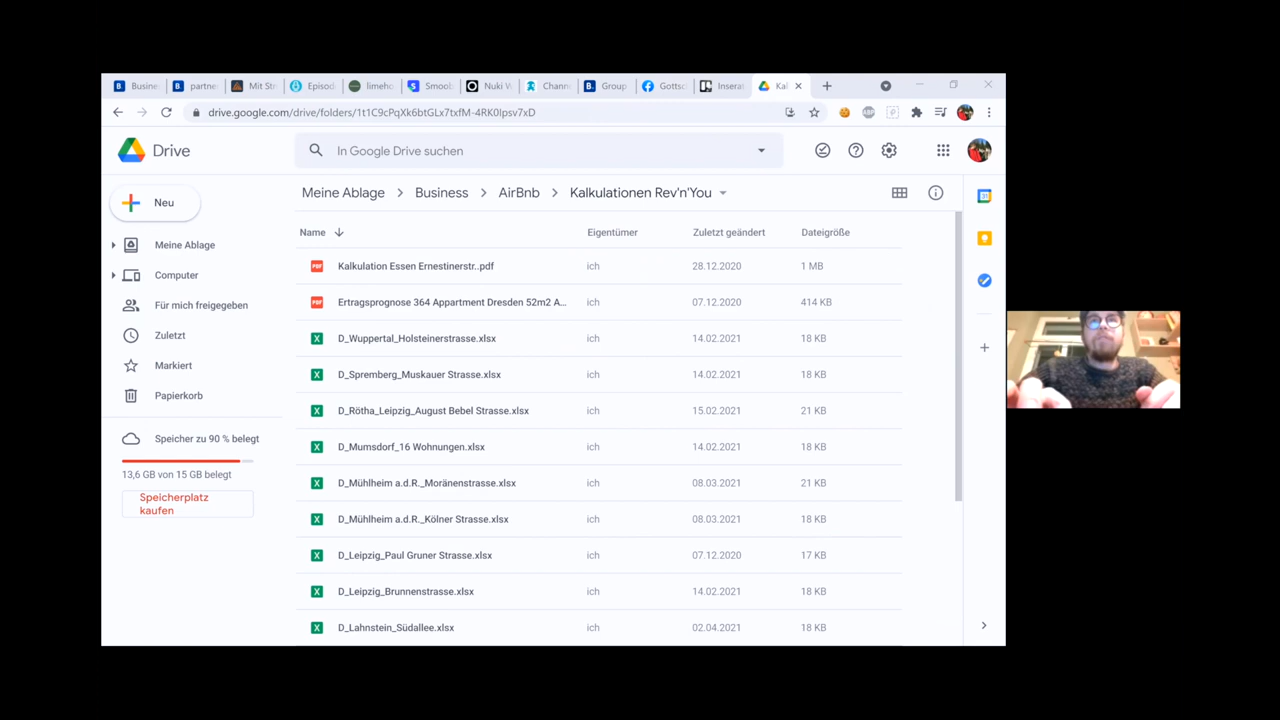 Busine
partne
Mit Str
Episod
limeho
Smoob
Nuki W
Chann
Group
Gottsc
Inserat
Kal
drive.google.com/drive/folders/1t1C9cPqXk6btGLx7txfM-4RK0Ipsv7xD
Drive
In Google Drive suchen
Neu
Meine Ablage
Computer
Für mich freigegeben
Zuletzt
Markiert
Papierkorb
Speicher zu 90 % belegt
13,6 GB von 15 GB belegt
Speicherplatz
kaufen
Meine Ablage > Business > AirBnb > Kalkulationen Rev'n'You
Name Eigentümer Zuletzt geändert Dateigröße
PDF Kalkulation Essen Ernestinerstr..pdf ich 28.12.2020 1 MB
PDF Ertragsprognose 364 Appartment Dresden 52m2 A... ich 07.12.2020 414 KB
X D_Wuppertal_Holsteinerstrasse.xlsx ich 14.02.2021 18 KB
X D_Spremberg_Muskauer Strasse.xlsx ich 14.02.2021 18 KB
X D_Rötha_Leipzig_August Bebel Strasse.xlsx ich 15.02.2021 21 KB
X D_Mumsdorf_16 Wohnungen.xlsx ich 14.02.2021 18 KB
X D_Mühlheim a.d.R._Moränenstrasse.xlsx ich 08.03.2021 21 KB
X D_Mühlheim a.d.R._Kölner Strasse.xlsx ich 08.03.2021 18 KB
X D_Leipzig_Paul Gruner Strasse.xlsx ich 07.12.2020 17 KB
X D_Leipzig_Brunnenstrasse.xlsx ich 14.02.2021 18 KB
X D_Lahnstein_Südallee.xlsx ich 02.04.2021 18 KB